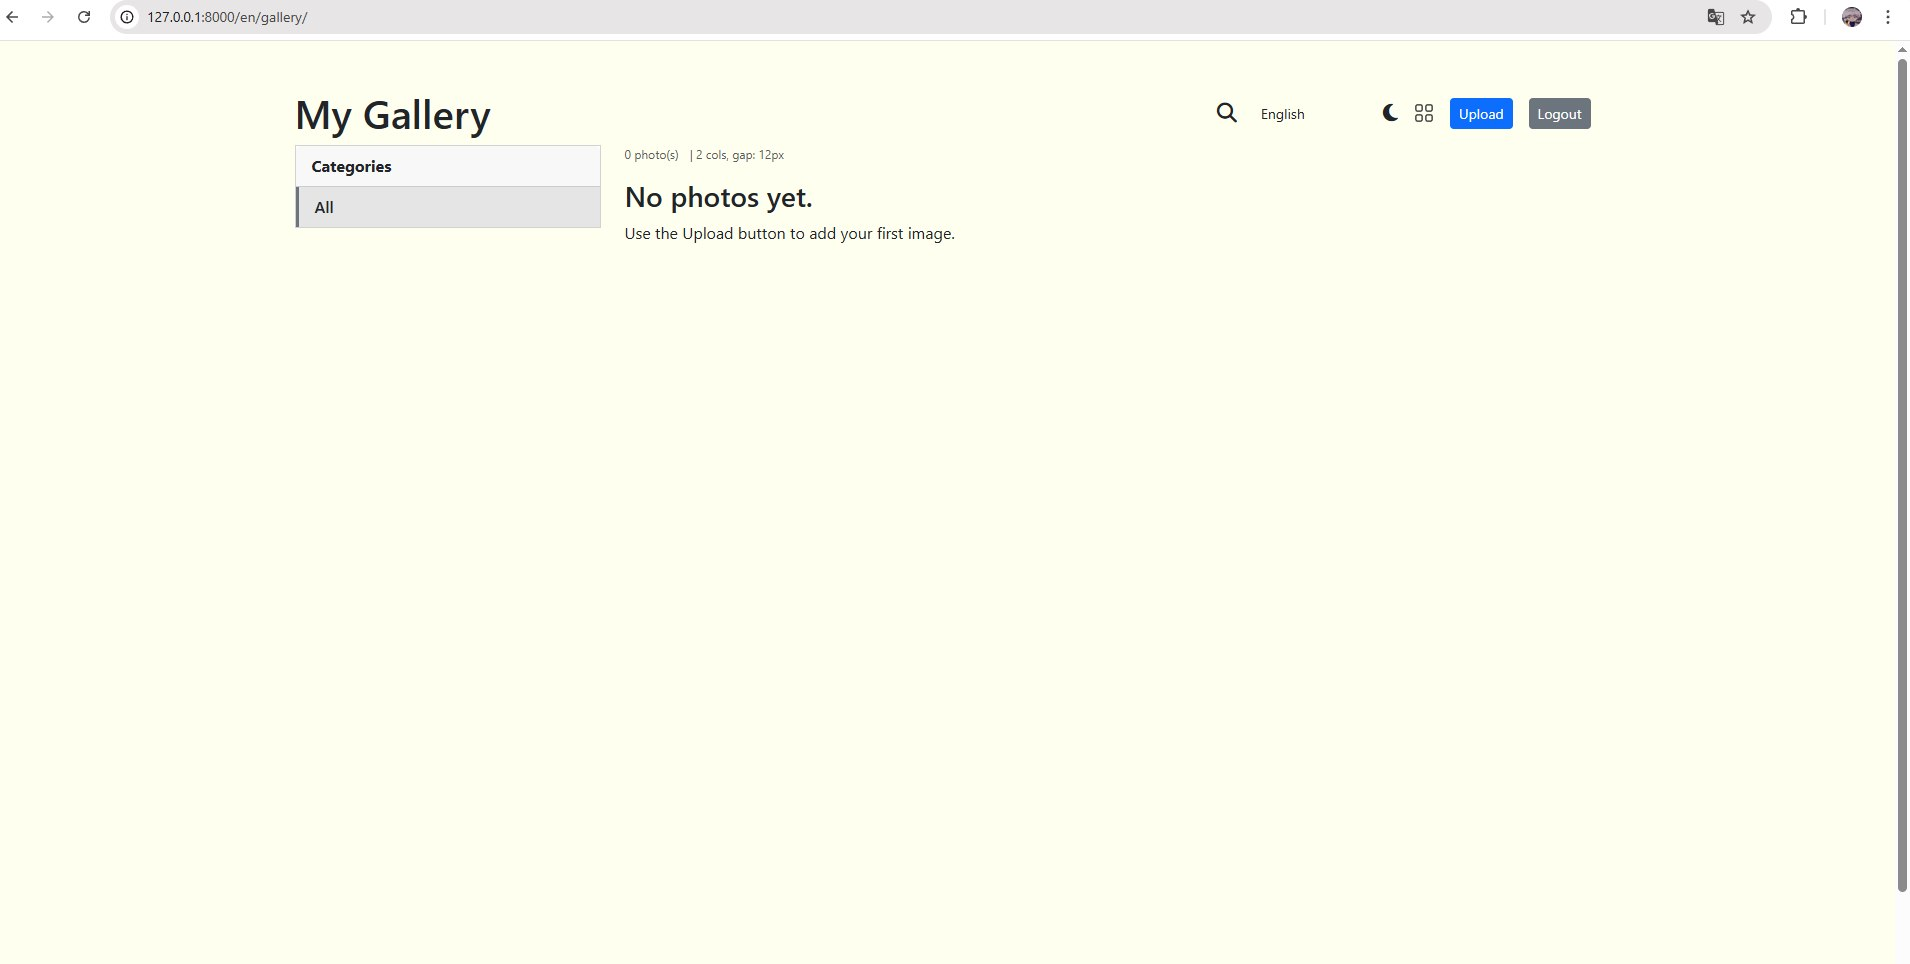 127.0.0.1:8000/en/gallery/
My Gallery
English
Upload
Logout
Categories
All
0 photo(s) | 2 cols, gap: 12px
No photos yet.
Use the Upload button to add your first image.